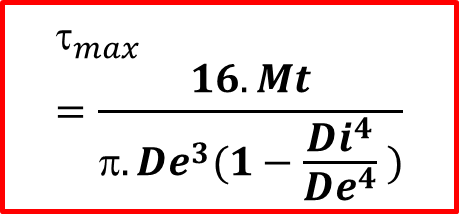 τmax
= 16.Mt / π.De³(1 − Di⁴/De⁴)